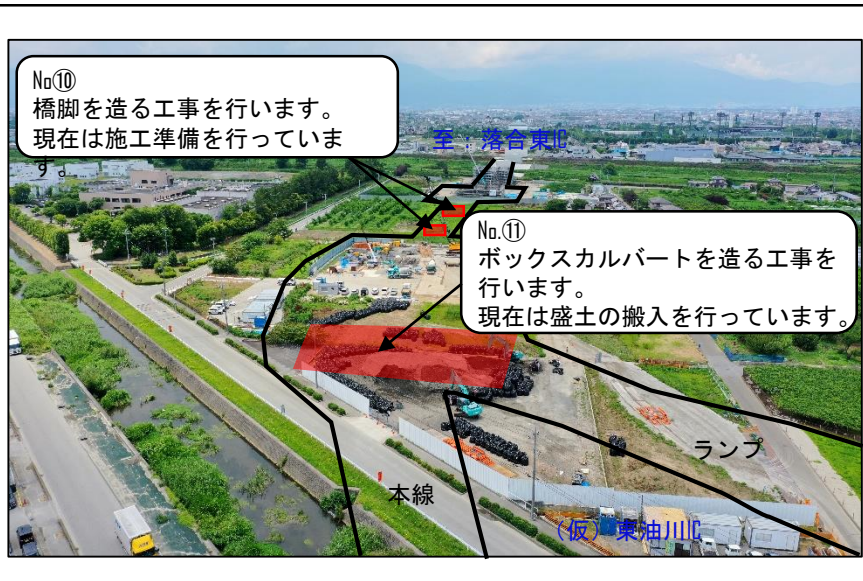 №⑩
橋脚を造る工事を行います。
現在は施工準備を行っていま
す。
至　落合東IC
№⑪
ボックスカルバートを造る工事を
行います。
現在は盛土の搬入を行っています。
ランプ
本線
（仮）東油川IC